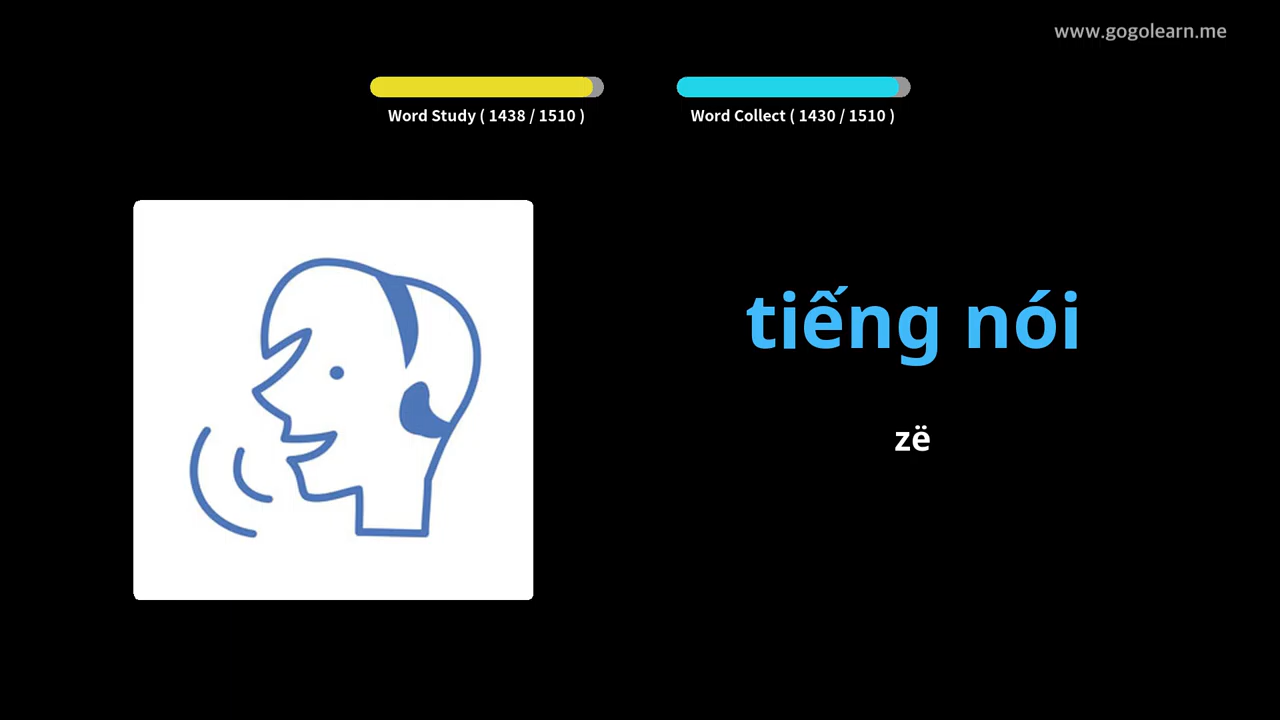 www.gogolearn.me
Word Study ( 1438 / 1510 )
Word Collect ( 1430 / 1510 )
tiếng nói
zë